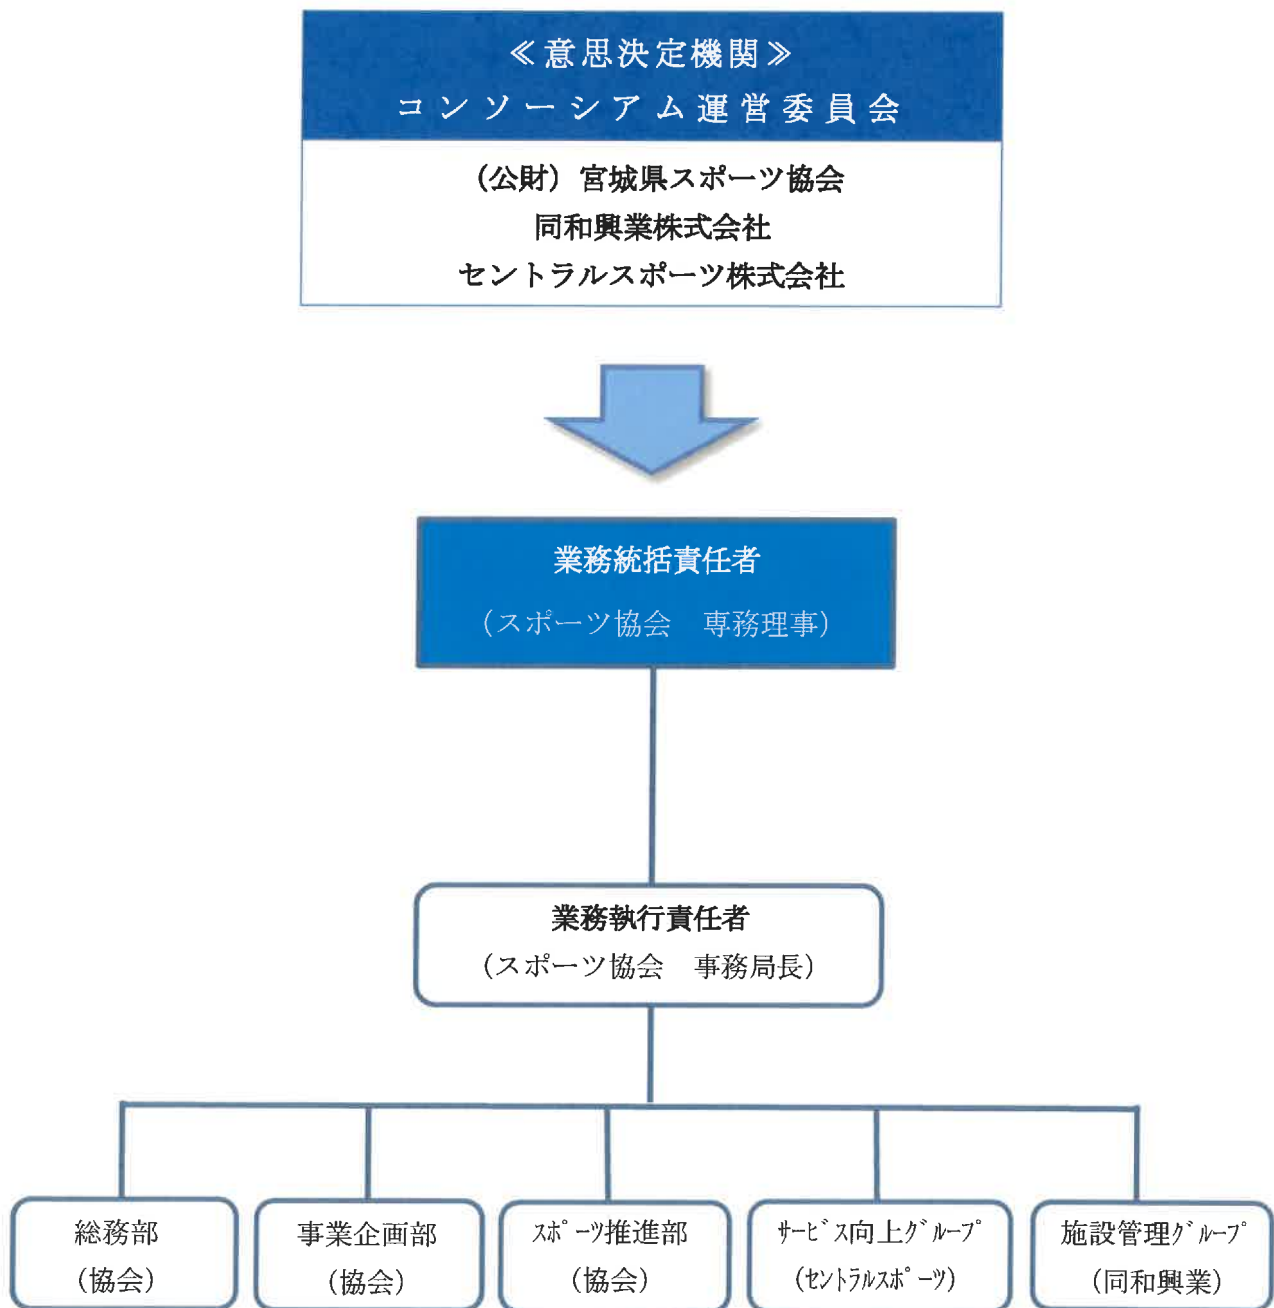 ≪意思決定機関≫
コンソーシアム運営委員会
（公財）宮城県スポーツ協会
同和興業株式会社
セントラルスポーツ株式会社
業務統括責任者
（スポーツ協会　専務理事）
業務執行責任者
（スポーツ協会　事務局長）
総務部
（協会）
事業企画部
（協会）
ｽﾎﾟｰﾂ推進部
（協会）
ｻｰﾋﾞｽ向上ｸﾞﾙｰﾌﾟ
（ｾﾝﾄﾗﾙｽﾎﾟｰﾂ）
施設管理ｸﾞﾙｰﾌﾟ
（同和興業）